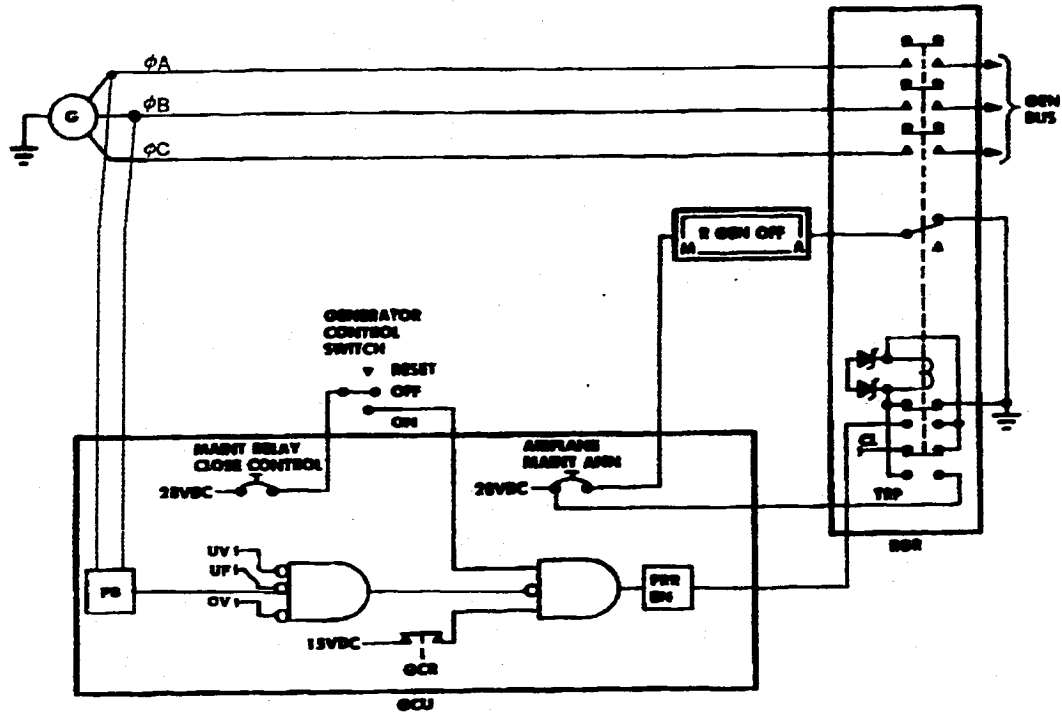 φA
φB
φC
G
GEN
BUS
R GEN OFF
M A
GENERATOR
CONTROL
SWITCH
RESET
OFF
ON
MAINT RELAY
CLOSE CONTROL
28VDC
AIRPLANE
MAINT ANN
28VDC
CL
TRP
UV
UF
OV
15VDC
GCR
GCU